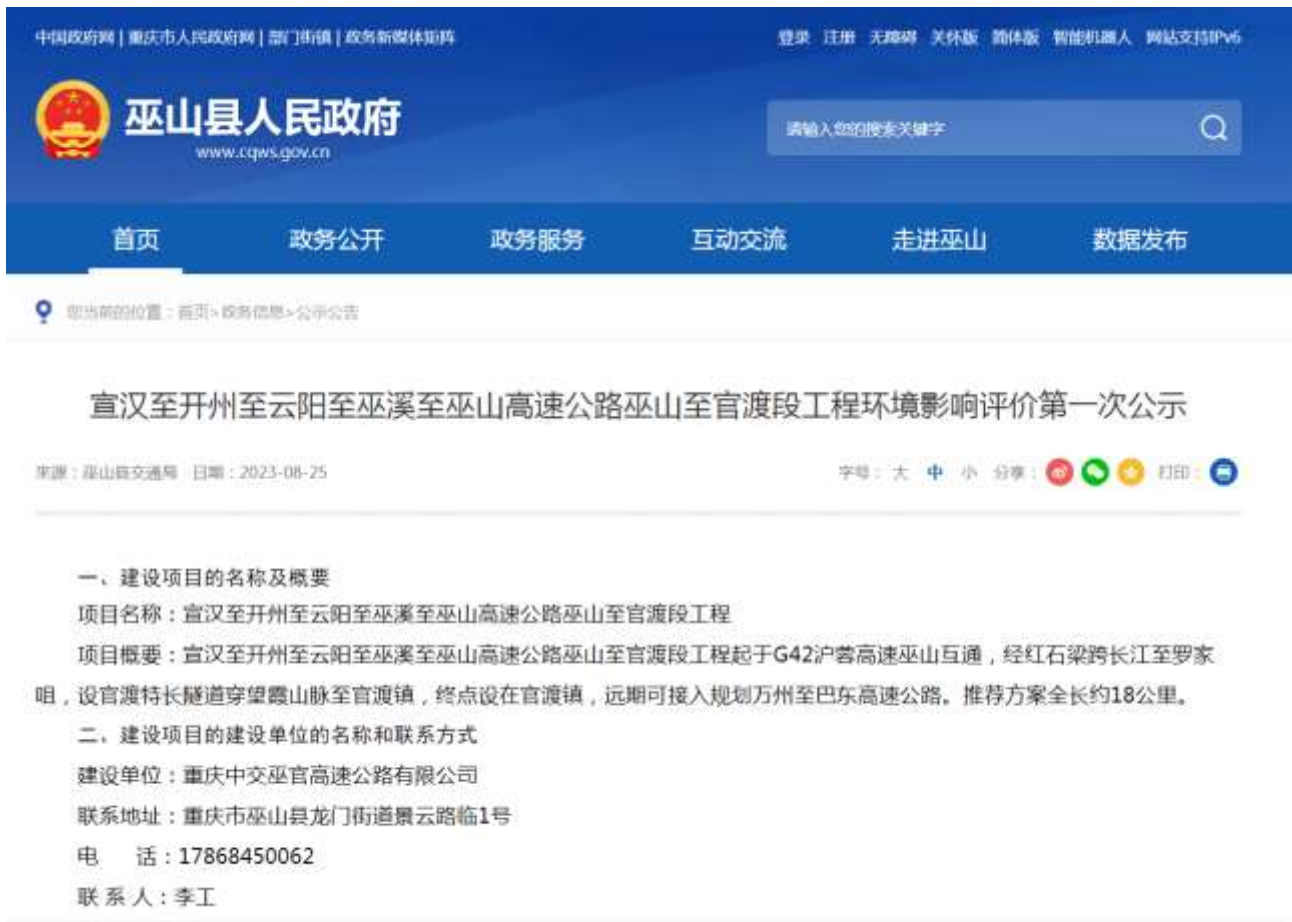 中国政府网 | 重庆市人民政府网 | 部门街镇 | 政务新媒体矩阵
登录 注册 无障碍 关怀版 简体版 智能机器人 网站支持IPv6
巫山县人民政府
www.cqws.gov.cn
请输入您的搜索关键字
首页 政务公开 政务服务 互动交流 走进巫山 数据发布
您当前的位置：首页>政务信息>公示公告
宣汉至开州至云阳至巫溪至巫山高速公路巫山至官渡段工程环境影响评价第一次公示
来源：巫山县交通局 日期：2023-08-25
字号：大 中 小 分享： 打印：
一、建设项目的名称及概要
项目名称：宣汉至开州至云阳至巫溪至巫山高速公路巫山至官渡段工程
项目概要：宣汉至开州至云阳至巫溪至巫山高速公路巫山至官渡段工程起于G42沪蓉高速巫山互通，经红石梁跨长江至罗家
咀，设官渡特长隧道穿望霞山脉至官渡镇，终点设在官渡镇，远期可接入规划万州至巴东高速公路。推荐方案全长约18公里。
二、建设项目的建设单位的名称和联系方式
建设单位：重庆中交巫官高速公路有限公司
联系地址：重庆市巫山县龙门街道景云路临1号
电 话：17868450062
联 系 人：李工